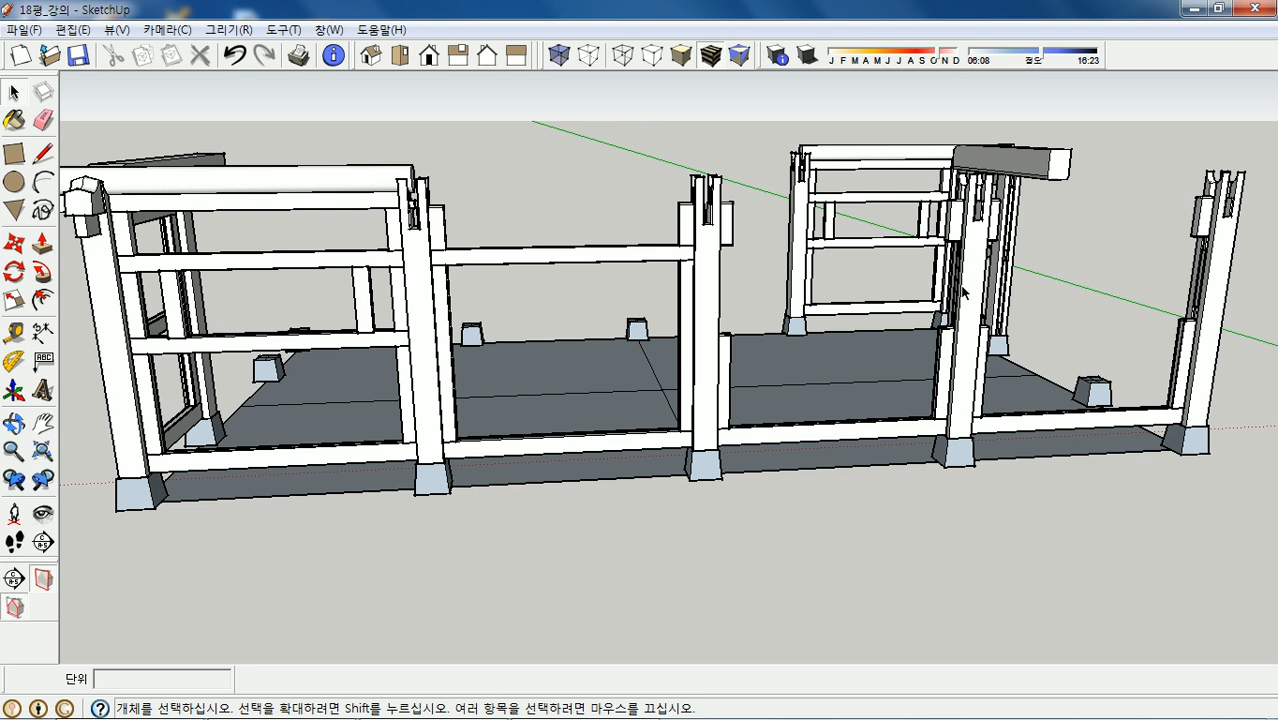 18평_강의 - SketchUp
파일(F) 편집(E) 뷰(V) 카메라(C) 그리기(R) 도구(T) 창(W) 도움말(H)
J F M A M J J A S O N D 06:08 정오 16:23
ABC
A
단위
개체를 선택하십시오. 선택을 확대하려면 Shift를 누르십시오. 여러 항목을 선택하려면 마우스를 끄십시오.